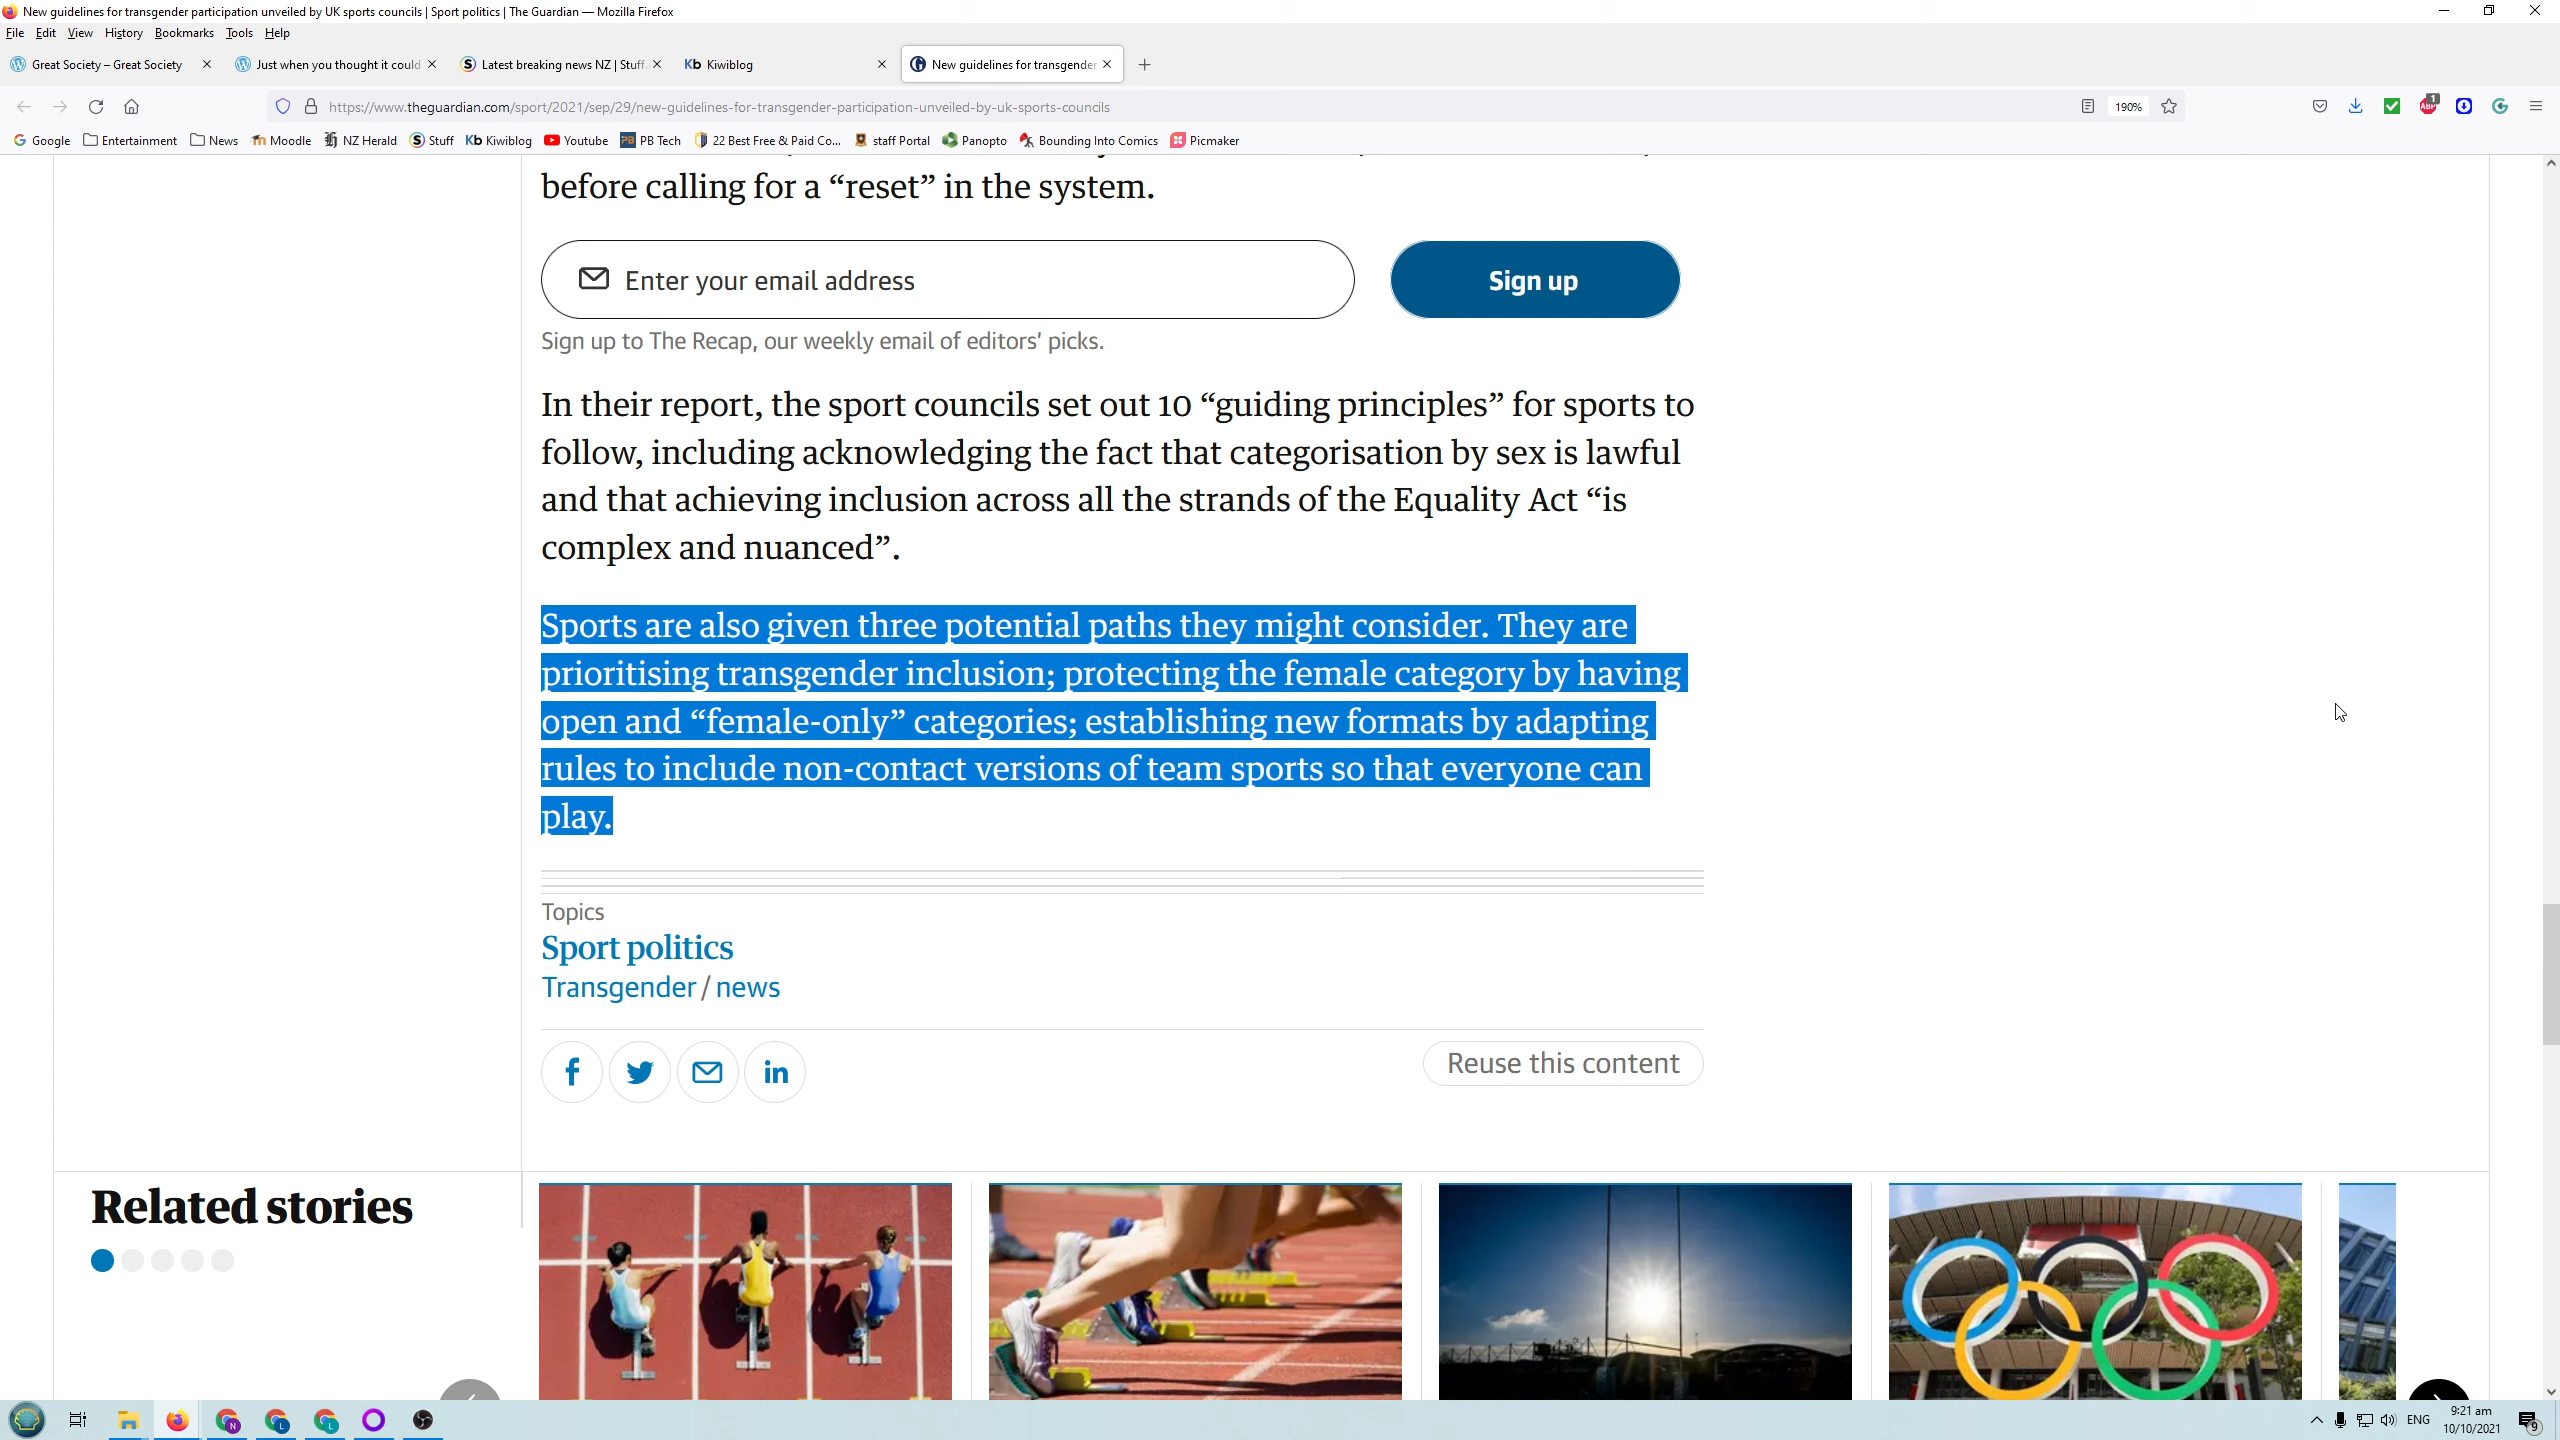 New guidelines for transgender participation unveiled by UK sports councils | Sport politics | The Guardian — Mozilla Firefox
File Edit View History Bookmarks Tools Help
Great Society – Great Society
Just when you thought it could
Latest breaking news NZ | Stuff.
Kb Kiwiblog
New guidelines for transgender
https://www.theguardian.com/sport/2021/sep/29/new-guidelines-for-transgender-participation-unveiled-by-uk-sports-councils
190%
ABP
1
Google Entertainment News Moodle NZ Herald Stuff Kb Kiwiblog Youtube PB Tech 22 Best Free & Paid Co... staff Portal Panopto Bounding Into Comics Picmaker
before calling for a “reset” in the system.
Enter your email address
Sign up
Sign up to The Recap, our weekly email of editors’ picks.
In their report, the sport councils set out 10 “guiding principles” for sports to
follow, including acknowledging the fact that categorisation by sex is lawful
and that achieving inclusion across all the strands of the Equality Act “is
complex and nuanced”.
Sports are also given three potential paths they might consider. They are
prioritising transgender inclusion; protecting the female category by having
open and “female-only” categories; establishing new formats by adapting
rules to include non-contact versions of team sports so that everyone can
play.
Topics
Sport politics
Transgender / news
Reuse this content
Related stories
ENG
9:21 am
10/10/2021
9